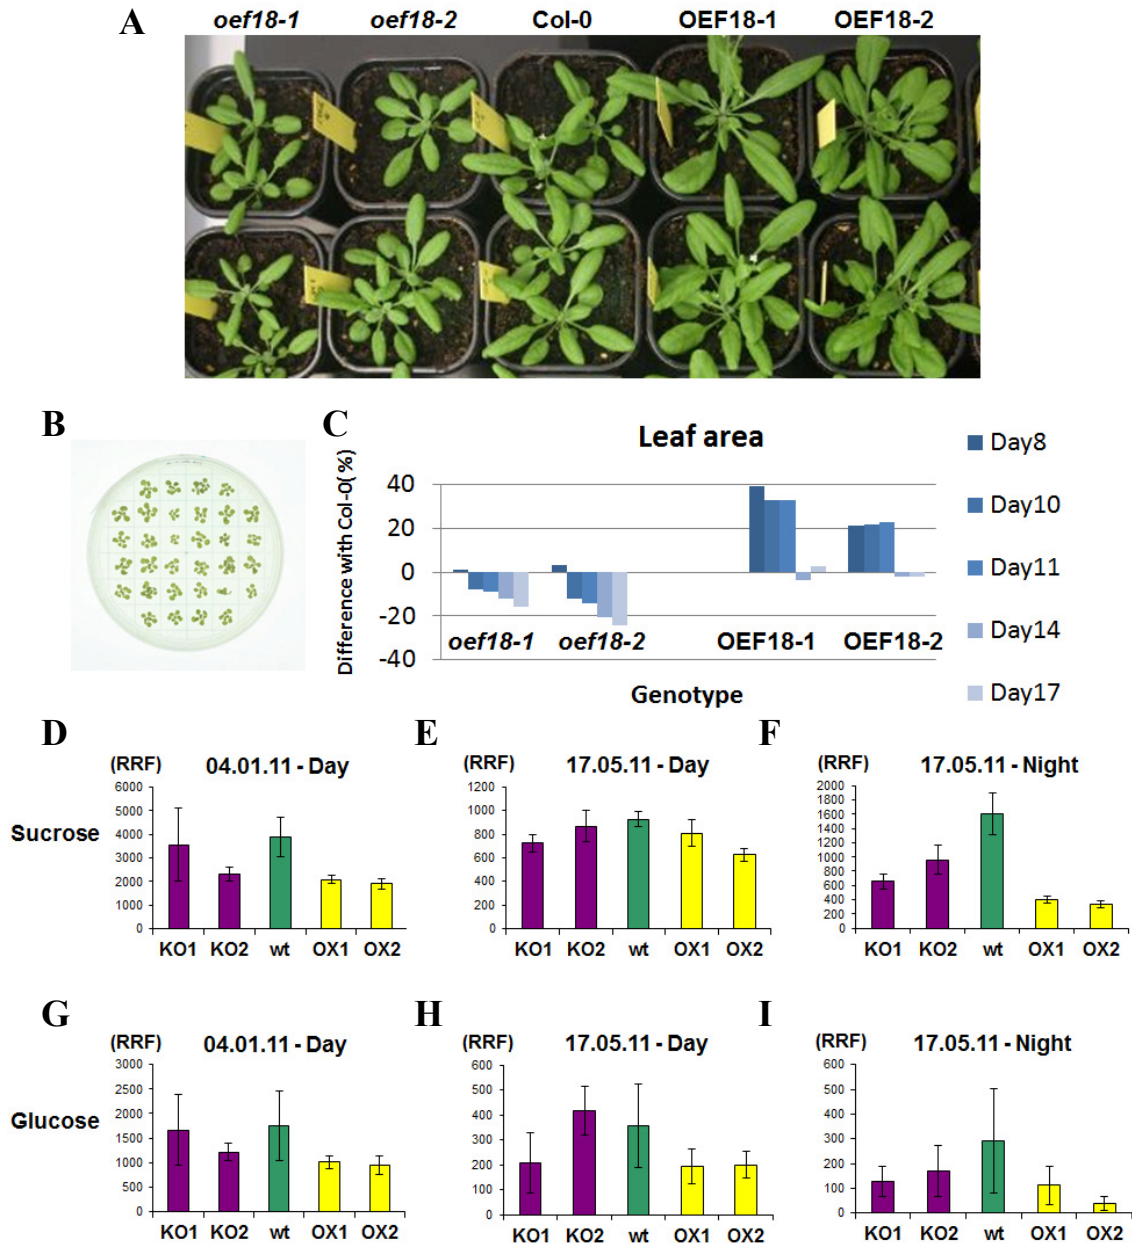 A
oef18-1 oef18-2 Col-0 OEF18-1 OEF18-2
B
C
Leaf area
Difference with Col-0(%)
40
20
0
-20
-40
oef18-1 oef18-2 OEF18-1 OEF18-2
Genotype
Day8
Day10
Day11
Day14
Day17
D
(RRF)
04.01.11 - Day
Sucrose
6000
5000
4000
3000
2000
1000
0
KO1 KO2 wt OX1 OX2
E
(RRF)
17.05.11 - Day
1200
1000
800
600
400
200
0
KO1 KO2 wt OX1 OX2
F
(RRF)
17.05.11 - Night
2000
1800
1600
1400
1200
1000
800
600
400
200
0
KO1 KO2 wt OX1 OX2
G
(RRF)
04.01.11 - Day
Glucose
3000
2500
2000
1500
1000
500
0
KO1 KO2 wt OX1 OX2
H
(RRF)
17.05.11 - Day
600
500
400
300
200
100
0
KO1 KO2 wt OX1 OX2
I
(RRF)
17.05.11 - Night
600
500
400
300
200
100
0
KO1 KO2 wt OX1 OX2